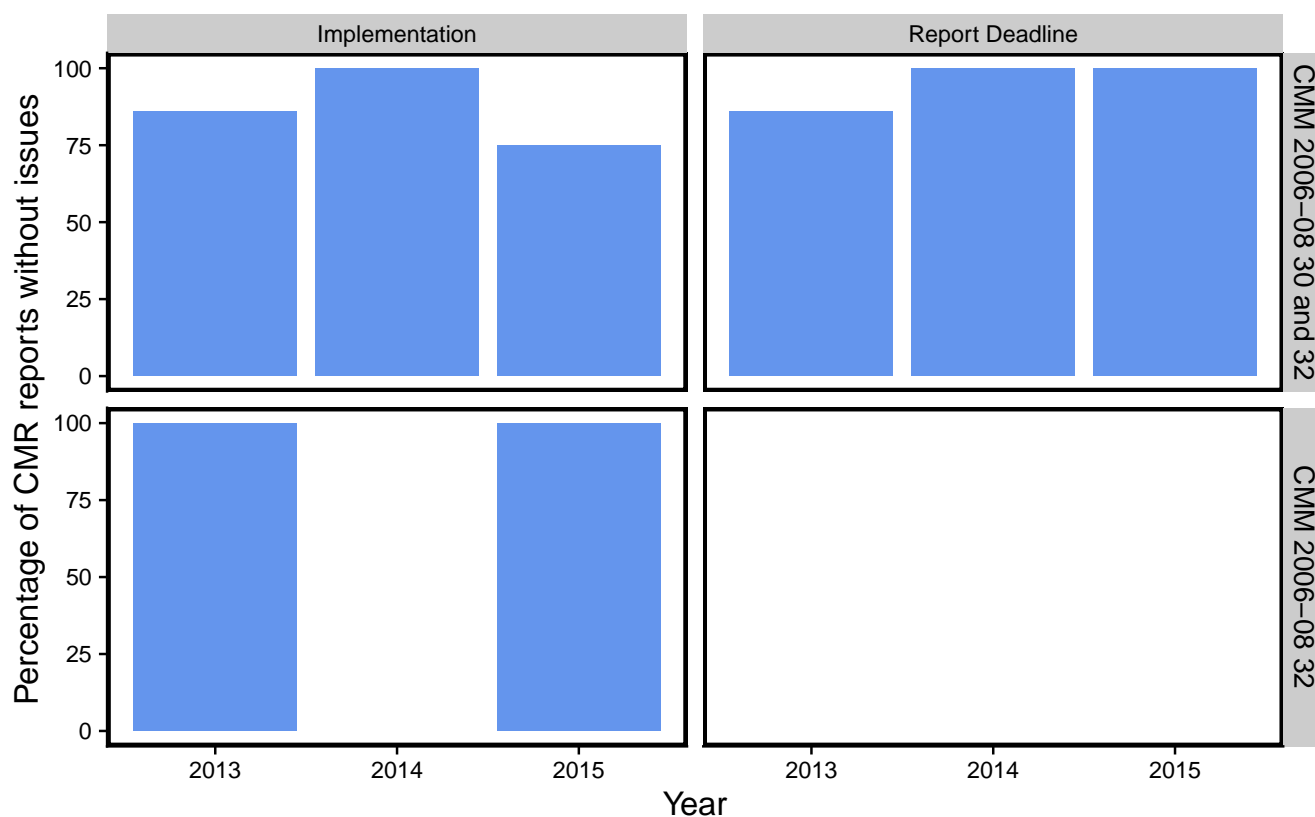 Implementation
Report Deadline
Percentage of CMR reports without issues
100
75
50
25
0
CMM 2006−08 30 and 32
100
75
50
25
0
CMM 2006−08 32
2013
2014
2015
2013
2014
2015
Year